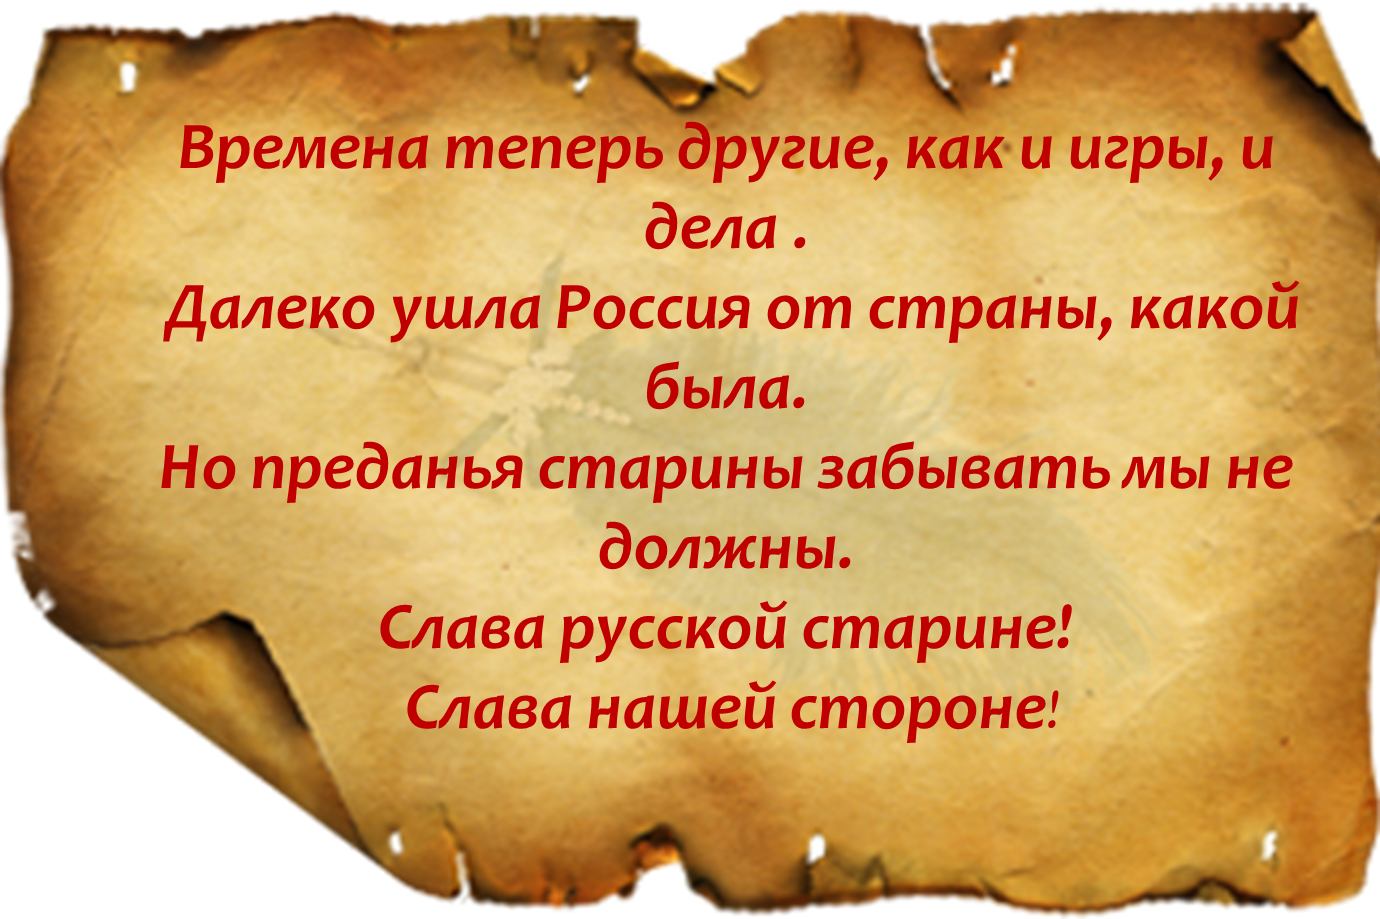 Времена теперь другие, как и игры, и
дела .
Далеко ушла Россия от страны, какой
была.
Но преданья старины забывать мы не
должны.
Слава русской старине!
Слава нашей стороне!